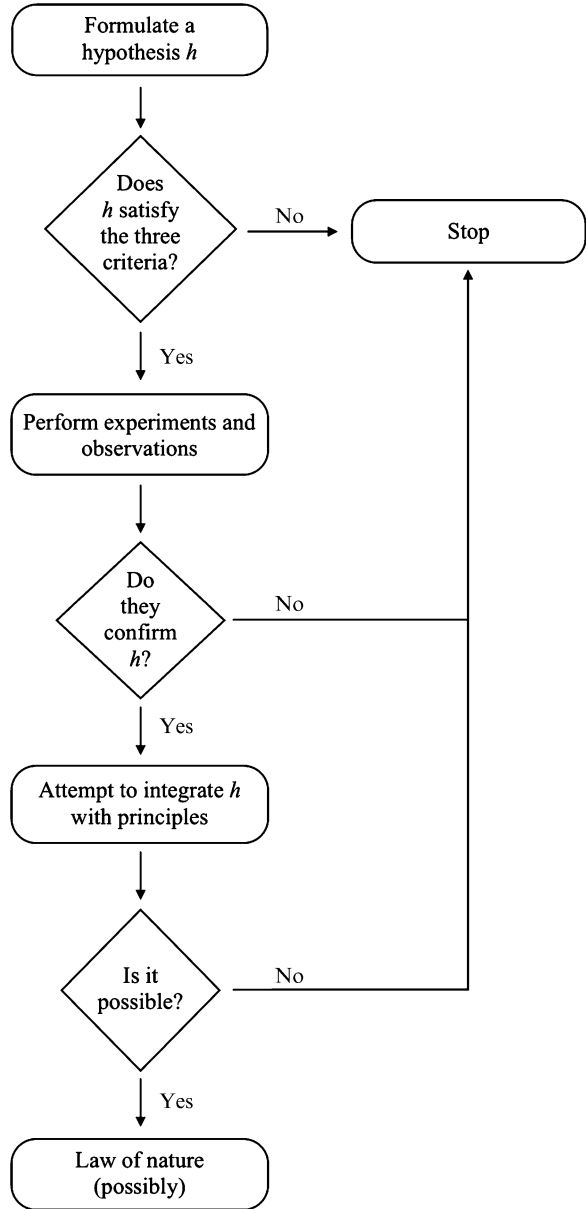 Formulate a
hypothesis h
Does
h satisfy
the three
criteria?
No
Stop
Yes
Perform experiments and
observations
Do
they
confirm
h?
No
Yes
Attempt to integrate h
with principles
Is it
possible?
No
Yes
Law of nature
(possibly)